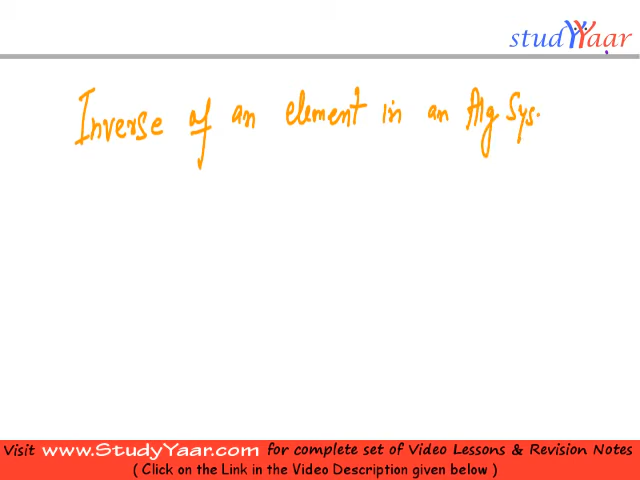 studYYaar
Inverse of an element in an Alg Sys.
Visit www.StudyYaar.com for complete set of Video Lessons & Revision Notes
( Click on the Link in the Video Description given below )